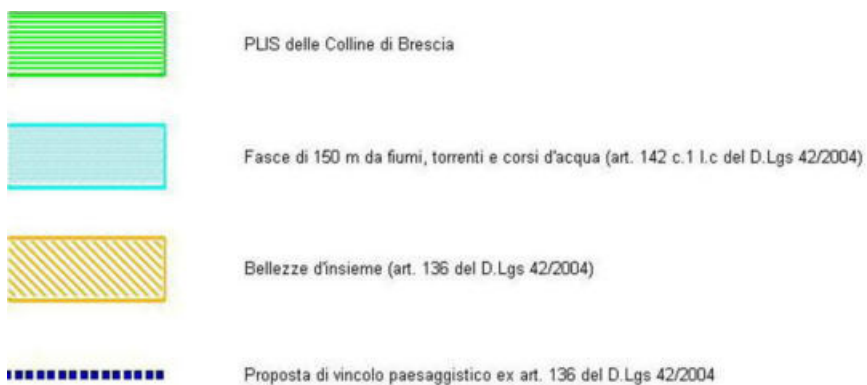 PLIS delle Colline di Brescia
Fasce di 150 m da fiumi, torrenti e corsi d'acqua (art. 142 c.1 l.c del D.Lgs 42/2004)
Bellezze d'insieme (art. 136 del D.Lgs 42/2004)
Proposta di vincolo paesaggistico ex art. 136 del D.Lgs 42/2004